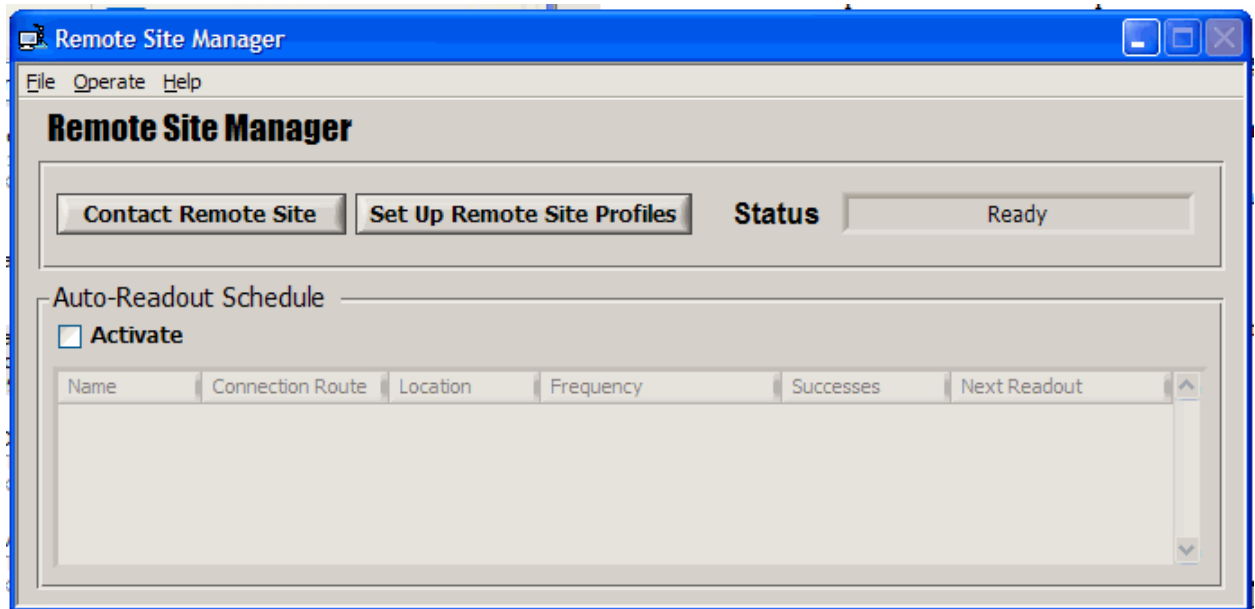 Remote Site Manager
File Operate Help
Remote Site Manager
Contact Remote Site Set Up Remote Site Profiles Status Ready
Auto-Readout Schedule
Activate
Name Connection Route Location Frequency Successes Next Readout